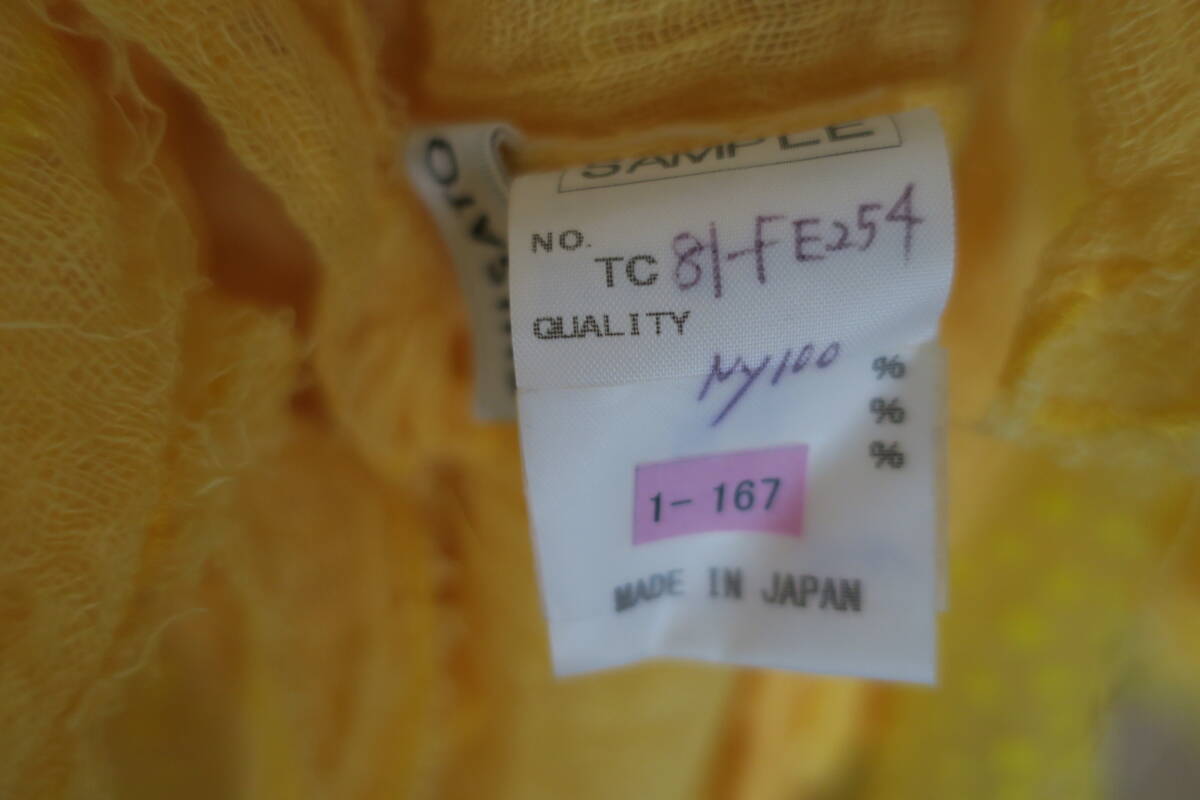 SAMPLE
NO.
TC 81-FE254
QUALITY
Ny100 %
%
%
1-167
MADE IN JAPAN